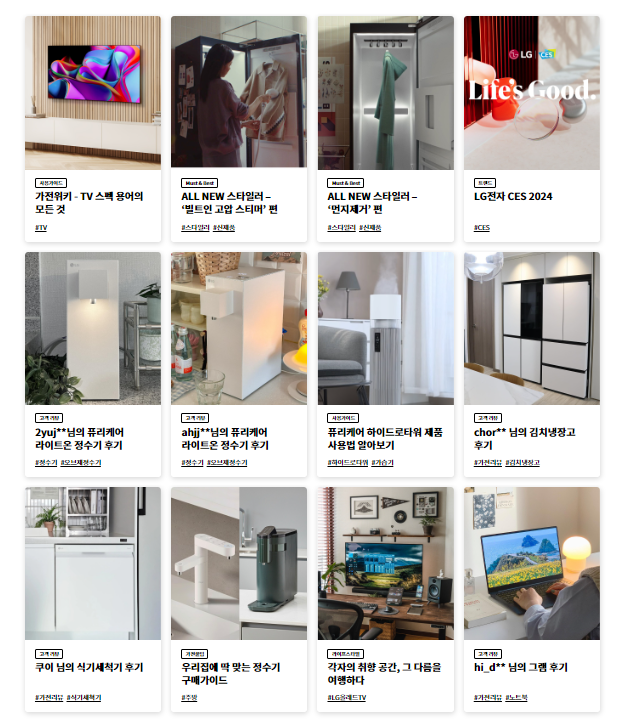 LG CES
Life's Good.
사용가이드
가전위키 - TV 스펙 용어의
모든 것
#TV
Must & Best
ALL NEW 스타일러 –
‘빌트인 고압 스티머’ 편
#스타일러 #신제품
Must & Best
ALL NEW 스타일러 –
‘먼지제거’ 편
#스타일러 #신제품
트렌드
LG전자 CES 2024
#CES
고객 리뷰
2yuj**님의 퓨리케어
라이트온 정수기 후기
#정수기 #오브제정수기
고객 리뷰
ahjj**님의 퓨리케어
라이트온 정수기 후기
#정수기 #오브제정수기
사용가이드
퓨리케어 하이드로타워 제품
사용법 알아보기
#하이드로타워 #가습기
고객 리뷰
chor** 님의 김치냉장고
후기
#가전리뷰 #김치냉장고
고객 리뷰
쿠이 님의 식기세척기 후기
#가전리뷰 #식기세척기
가전꿀팁
우리집에 딱 맞는 정수기
구매가이드
#주방
라이프스타일
각자의 취향 공간, 그 다름을
여행하다
#LG올레드TV
고객 리뷰
hi_d** 님의 그램 후기
#가전리뷰 #노트북